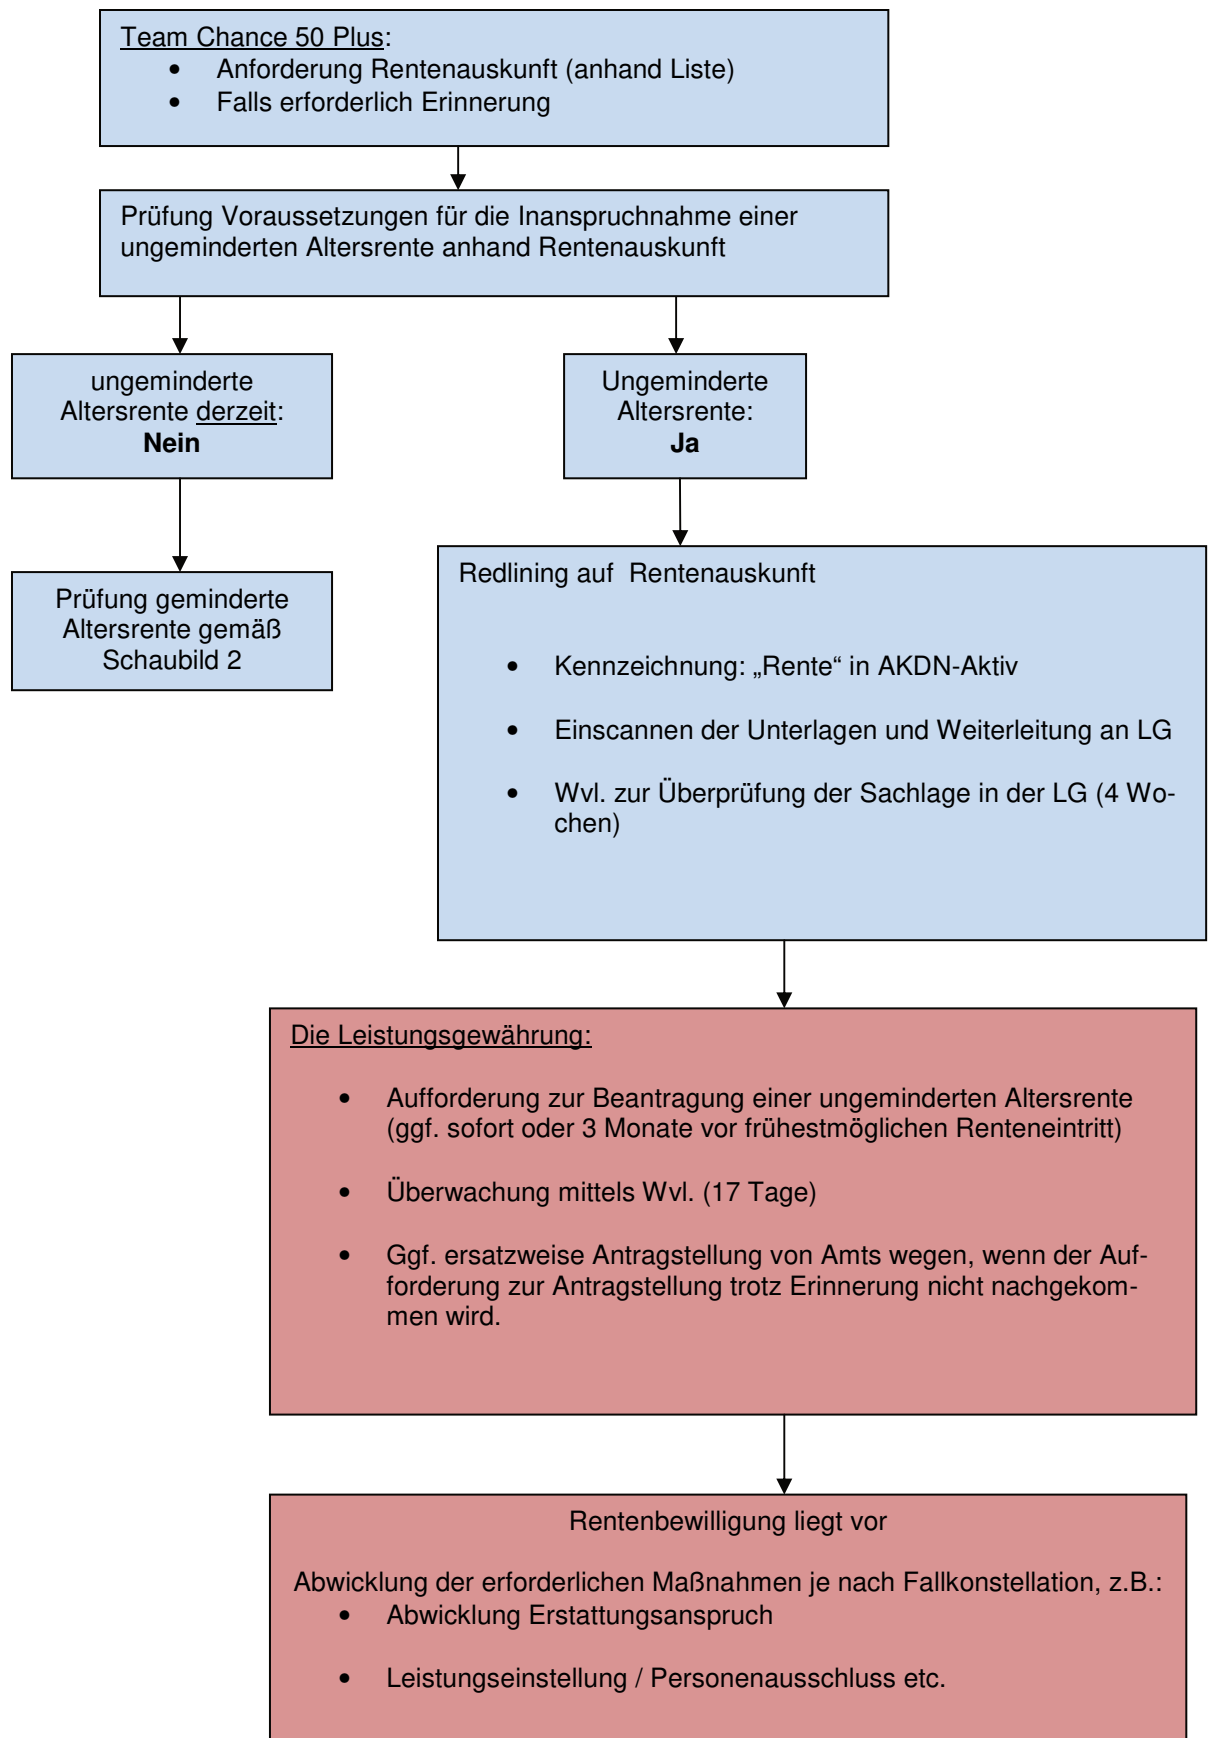 Team Chance 50 Plus:
• Anforderung Rentenauskunft (anhand Liste)
• Falls erforderlich Erinnerung
Prüfung Voraussetzungen für die Inanspruchnahme einer
ungeminderten Altersrente anhand Rentenauskunft
ungeminderte
Altersrente derzeit:
Nein
Ungeminderte
Altersrente:
Ja
Prüfung geminderte
Altersrente gemäß
Schaubild 2
Redlining auf Rentenauskunft
• Kennzeichnung: „Rente“ in AKDN-Aktiv
• Einscannen der Unterlagen und Weiterleitung an LG
• Wvl. zur Überprüfung der Sachlage in der LG (4 Wo-
chen)
Die Leistungsgewährung:
• Aufforderung zur Beantragung einer ungeminderten Altersrente
(ggf. sofort oder 3 Monate vor frühestmöglichen Renteneintritt)
• Überwachung mittels Wvl. (17 Tage)
• Ggf. ersatzweise Antragstellung von Amts wegen, wenn der Auf-
forderung zur Antragstellung trotz Erinnerung nicht nachgekom-
men wird.
Rentenbewilligung liegt vor
Abwicklung der erforderlichen Maßnahmen je nach Fallkonstellation, z.B.:
• Abwicklung Erstattungsanspruch
• Leistungseinstellung / Personenausschluss etc.